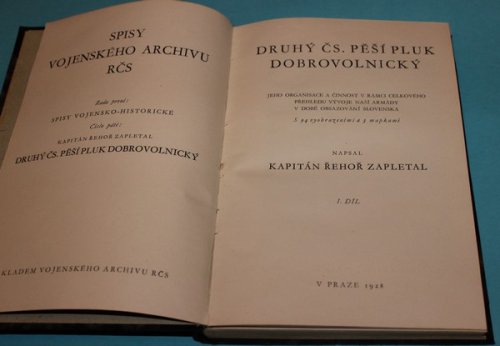 SPISY
VOJENSKÉHO ARCHIVU
RČS
Řada první:
SPISY VOJENSKO-HISTORICKÉ
Číslo páté:
KAPITÁN ŘEHOŘ ZAPLETAL
DRUHÝ ČS. PĚŠÍ PLUK DOBROVOLNICKÝ
KLADEM VOJENSKÉHO ARCHIVU RČS
DRUHÝ ČS. PĚŠÍ PLUK
DOBROVOLNICKÝ
JEHO ORGANISACE A ČINNOST V RÁMCI CELKOVÉHO
PŘEHLEDU VÝVOJE NAŠÍ ARMÁDY
V DOBĚ OBSAZOVÁNÍ SLOVENSKA
S 94 vyobrazeními a 5 mapkami
NAPSAL
KAPITÁN ŘEHOŘ ZAPLETAL
I. DÍL
V PRAZE 1928